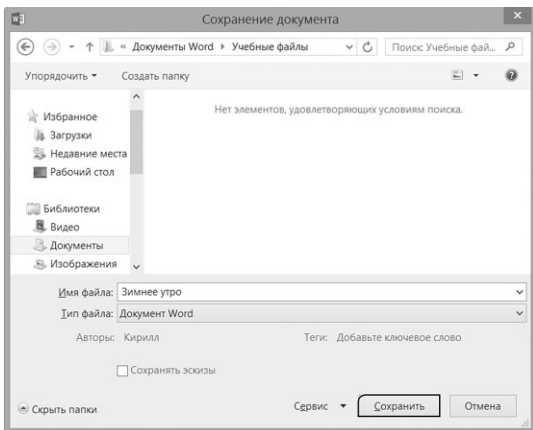 Сохранение документа
« Документы Word Учебные файлы
Поиск: Учебные фай...
Упорядочить
Создать папку
Нет элементов, удовлетворяющих условиям поиска.
Избранное
Загрузки
Недавние места
Рабочий стол
Библиотеки
Видео
Документы
Изображения
Имя файла: Зимнее утро
Тип файла: Документ Word
Авторы: Кирилл
Теги: Добавьте ключевое слово
Сохранять эскизы
Скрыть папки
Сервис
Сохранить
Отмена